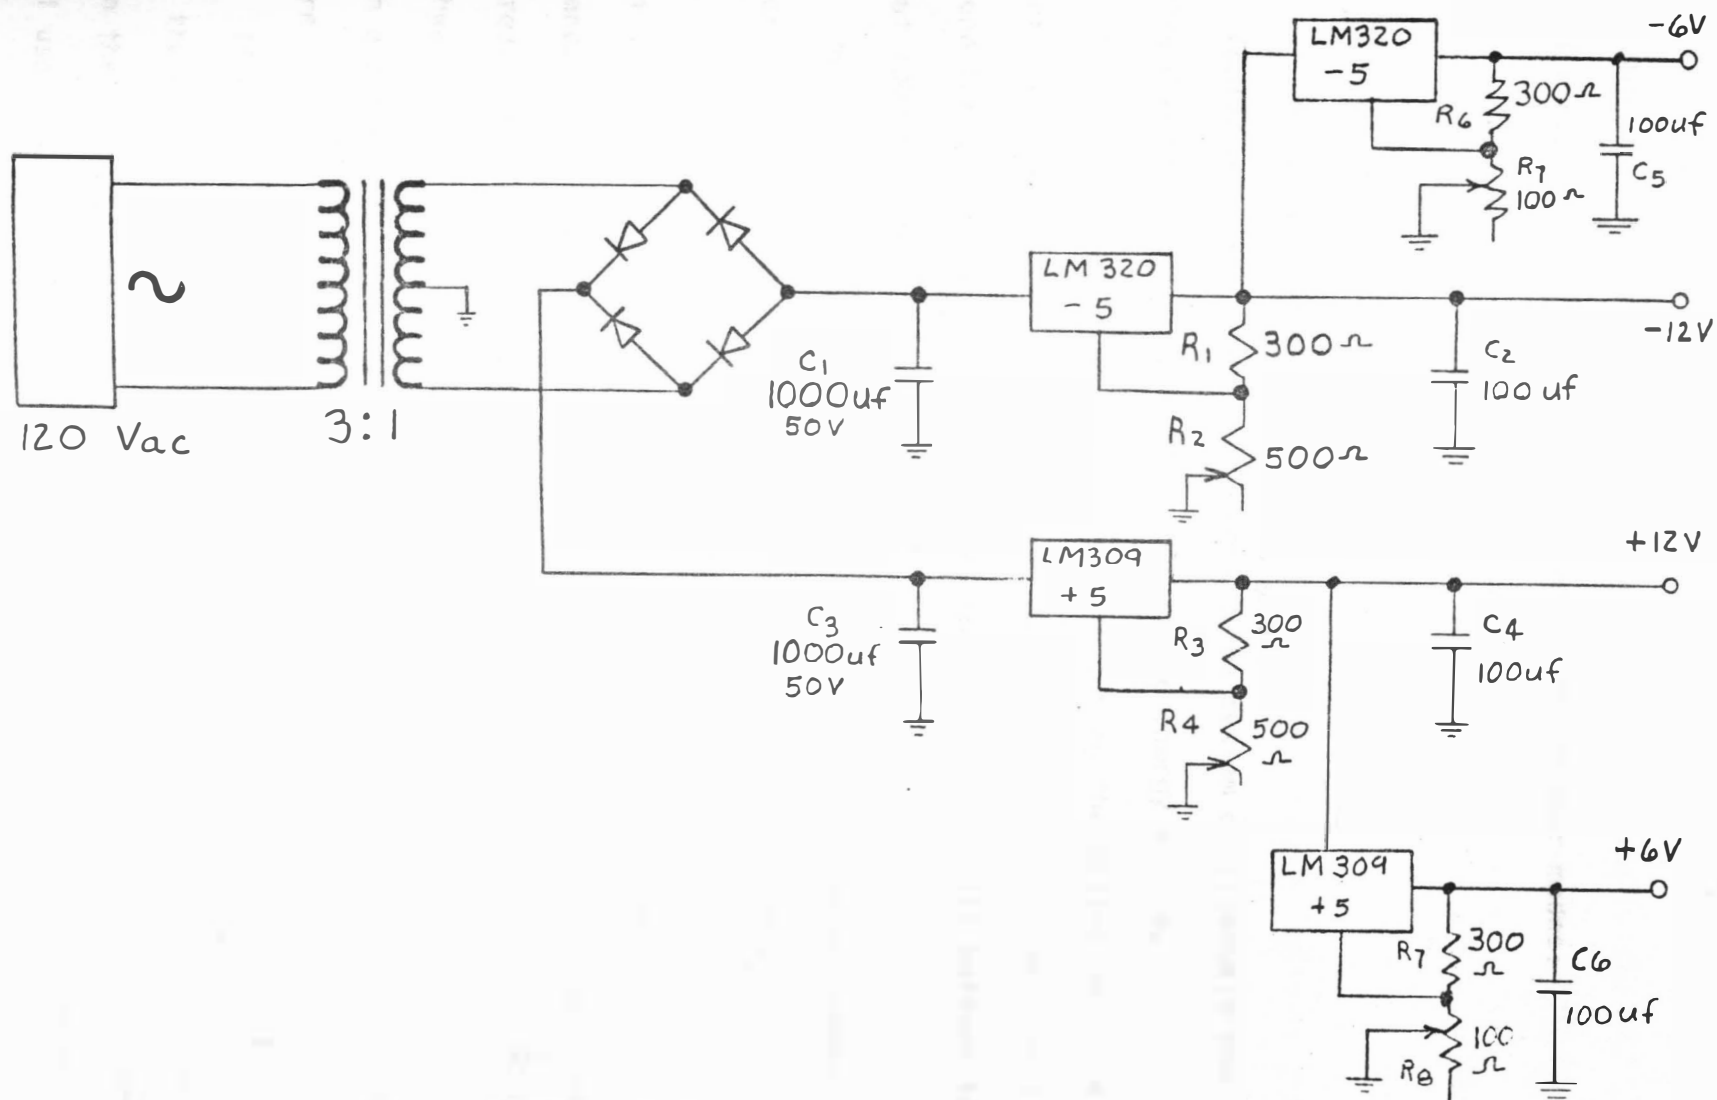 -6V
LM320
-5
300Ω
R6
100uf
R7
100Ω
C5
LM 320
-5
-12V
R1
300Ω
C1
1000uf
50V
C2
100 uf
R2
500Ω
120 Vac
3:1
+12V
LM309
+5
C3
1000uf
50V
R3
300
Ω
C4
100uf
R4
500
Ω
+6V
LM 309
+5
R7
300
Ω
C6
100uf
R8
100
Ω